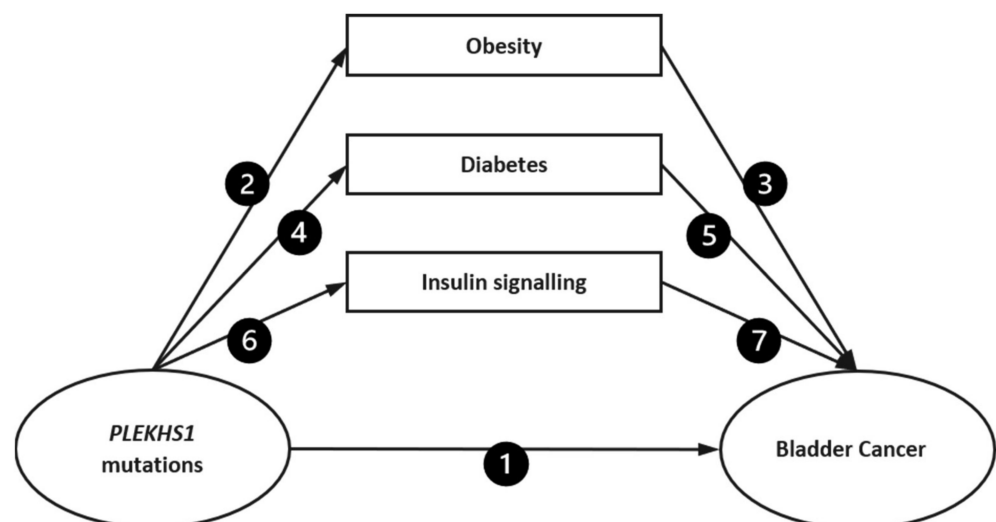 Obesity
2
3
Diabetes
4
5
Insulin signalling
6
7
PLEKHS1
mutations
1
Bladder Cancer